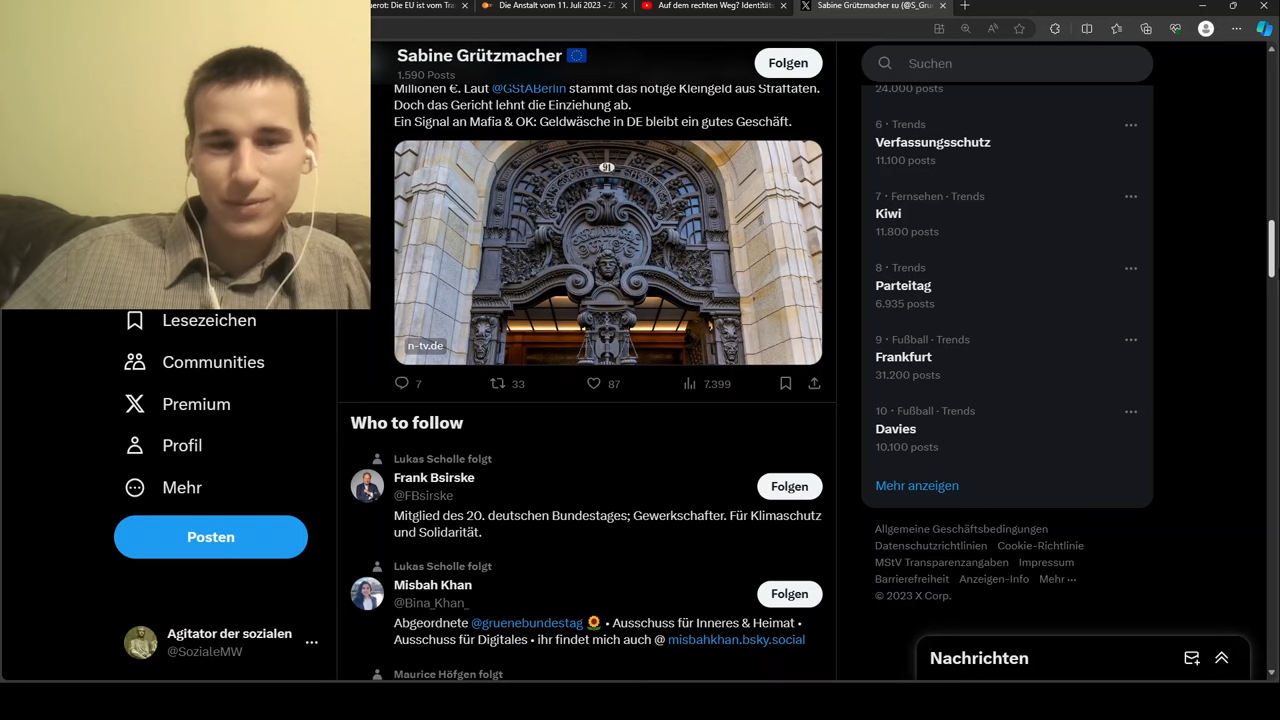 uerot: Die EU ist vom Tra
Die Anstalt vom 11. Juli 2023 - Z
Auf dem rechten Weg? Identität
Sabine Grützmacher
Sabine Grützmacher
1.590 Posts
Folgen
Millionen €. Laut @GStABerlin stammt das nötige Kleingeld aus Straftaten.
Doch das Gericht lehnt die Einziehung ab.
Ein Signal an Mafia & OK: Geldwäsche in DE bleibt ein gutes Geschäft.
91
n-tv.de
7 33 87 7.399
Who to follow
Lukas Scholle folgt
Frank Bsirske
@FBsirske
Folgen
Mitglied des 20. deutschen Bundestages; Gewerkschafter. Für Klimaschutz
und Solidarität.
Lukas Scholle folgt
Misbah Khan
@Bina_Khan_
Folgen
Abgeordnete @gruenebundestag 🌻 • Ausschuss für Inneres & Heimat •
Ausschuss für Digitales • ihr findet mich auch @ misbahkhan.bsky.social
Maurice Höfgen folgt
Lesezeichen
Communities
Premium
Profil
Mehr
Posten
Agitator der sozialen
@SozialeMW
Suchen
24.000 posts
6 · Trends
Verfassungsschutz
11.100 posts
7 · Fernsehen · Trends
Kiwi
11.800 posts
8 · Trends
Parteitag
6.935 posts
9 · Fußball · Trends
Frankfurt
31.200 posts
10 · Fußball · Trends
Davies
10.100 posts
Mehr anzeigen
Allgemeine Geschäftsbedingungen
Datenschutzrichtlinien Cookie-Richtlinie
MStV Transparenzangaben Impressum
Barrierefreiheit Anzeigen-Info Mehr ···
© 2023 X Corp.
Nachrichten